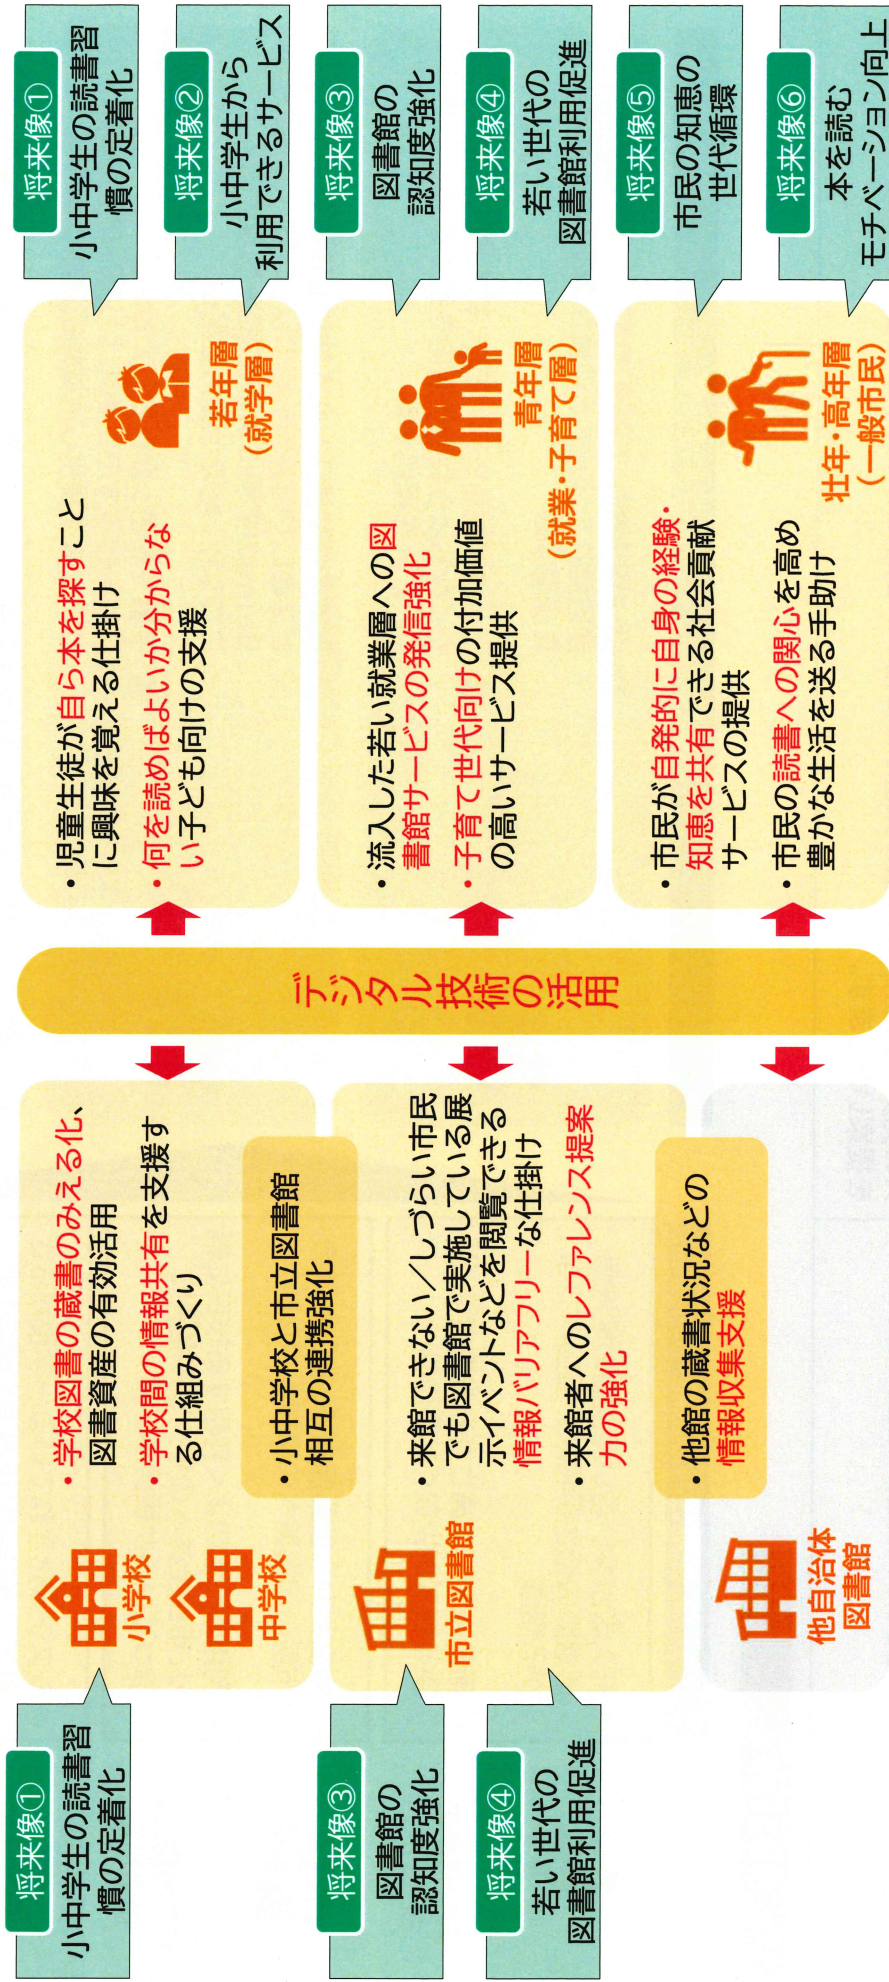 将来像①
小中学生の読書習
慣の定着化
将来像③
図書館の
認知度強化
将来像④
若い世代の
図書館利用促進
小学校
中学校
・学校図書の蔵書のみえる化、
図書資産の有効活用
・学校間の情報共有を支援す
る仕組みづくり
・小中学校と市立図書館
相互の連携強化
市立図書館
・来館できない/しづらい市民
でも図書館で実施している展
示イベントなどを閲覧できる
情報バリアフリーな仕掛け
・来館者へのレファレンス提案
力の強化
・他館の蔵書状況などの
情報収集支援
他自治体
図書館
デジタル技術の活用
・児童生徒が自ら本を探すこと
に興味を覚える仕掛け
・何を読めばよいか分からな
い子ども向けの支援
若年層
(就学層)
・流入した若い就業層への図
書館サービスの発信強化
・子育て世代向けの付加価値
の高いサービス提供
青年層
(就業・子育て層)
・市民が自発的に自身の経験・
知恵を共有できる社会貢献
サービスの提供
・市民の読書への関心を高め
豊かな生活を送る手助け
壮年・高年層
(一般市民)
将来像①
小中学生の読書習
慣の定着化
将来像②
小中学生から
利用できるサービス
将来像③
図書館の
認知度強化
将来像④
若い世代の
図書館利用促進
将来像⑤
市民の知恵の
世代循環
将来像⑥
本を読む
モチベーション向上